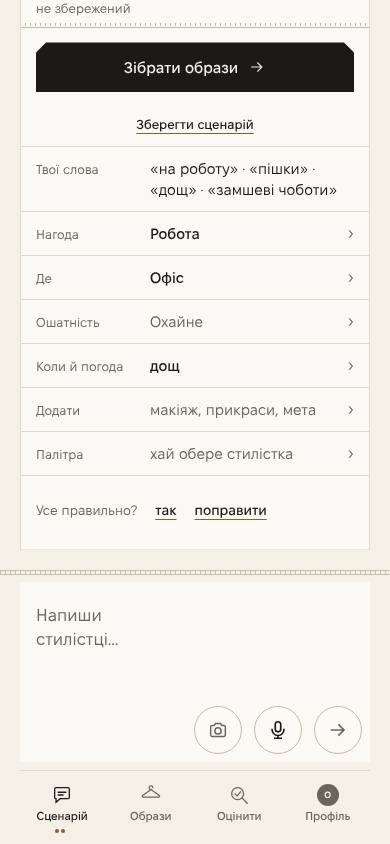 не збережений
Зібрати образи →
Зберегти сценарій
Твої слова
«на роботу» · «пішки» ·
«дощ» · «замшеві чоботи»
Нагода
Робота
Де
Офіс
Ошатність
Охайне
Коли й погода
дощ
Додати
макіяж, прикраси, мета
Палітра
хай обере стилістка
Усе правильно? так поправити
Напиши
стилістці...
Сценарій
Образи
Оцінити
Профіль